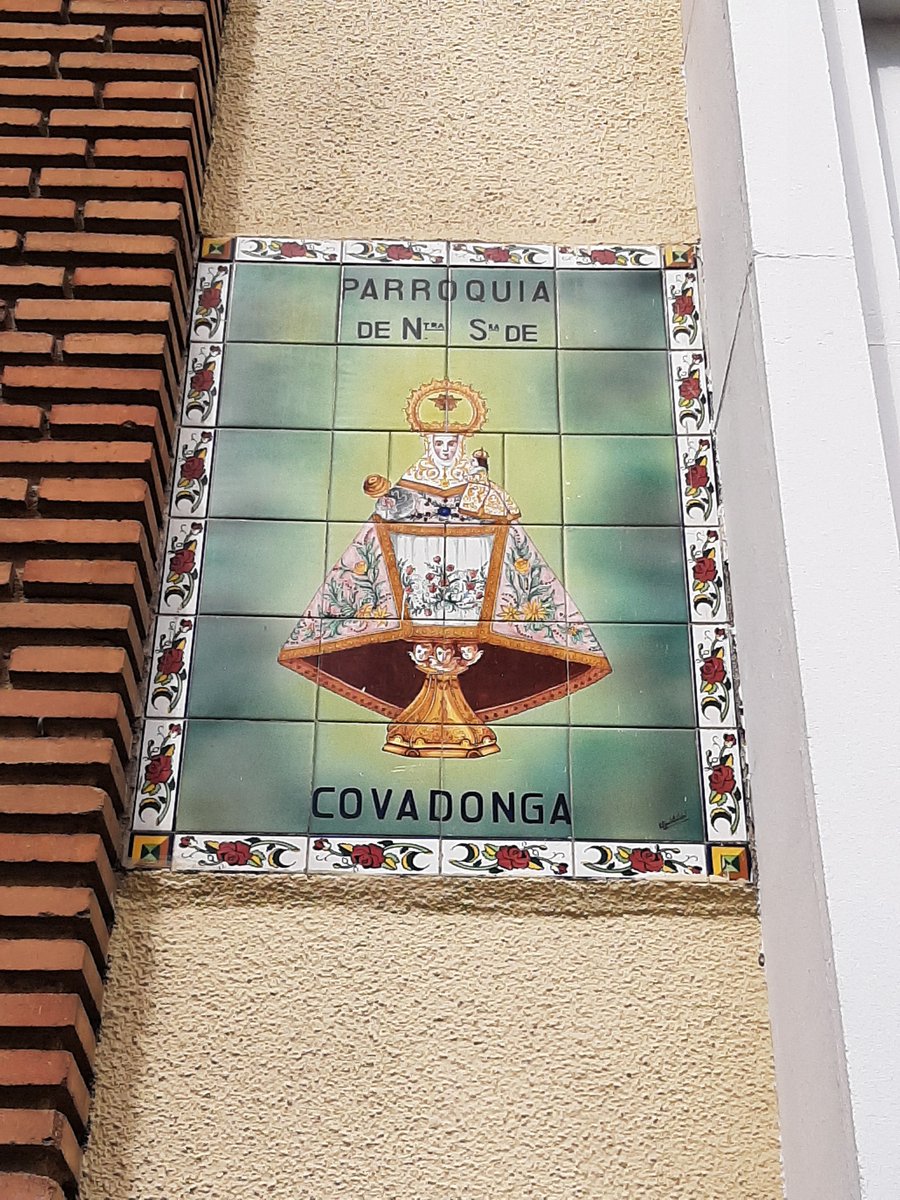 PARROQUIA
DE Nᵗʳᵃ Sʳᵃ DE
COVADONGA